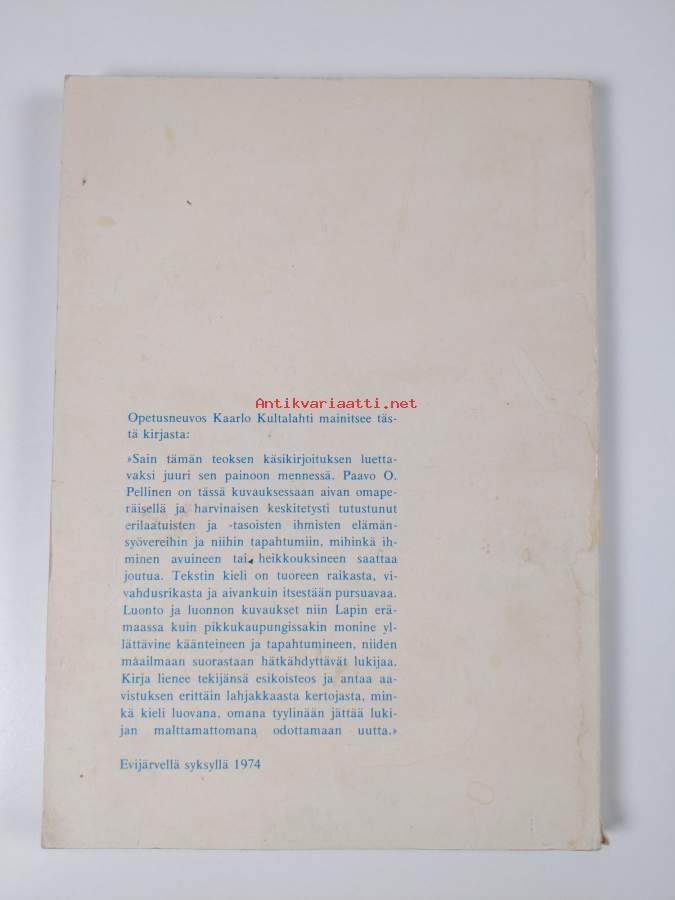 Antikvariaatti.net
Opetusneuvos Kaarlo Kultalahti mainitsee täs-
tä kirjasta:
»Sain tämän teoksen käsikirjoituksen luetta-
vaksi juuri sen painoon mennessä. Paavo O.
Pellinen on tässä kuvauksessaan aivan omape-
räisellä ja harvinaisen keskitetysti tutustunut
erilaatuisten ja -tasoisten ihmisten elämän-
syövereihin ja niihin tapahtumiin, mihinkä ih-
minen avuineen tai heikkouksineen saattaa
joutua. Tekstin kieli on tuoreen raikasta, vi-
vahdusrikasta ja aivankuin itsestään pursuavaa.
Luonto ja luonnon kuvaukset niin Lapin erä-
maassa kuin pikkukaupungissakin monine yl-
lättävine käänteineen ja tapahtumineen, niiden
maailmaan suorastaan hätkähdyttävät lukijaa.
Kirja lienee tekijänsä esikoisteos ja antaa aa-
vistuksen erittäin lahjakkaasta kertojasta, min-
kä kieli luovana, omana tyylinään jättää luki-
jan malttamattomana odottamaan uutta.»
Evijärvellä syksyllä 1974